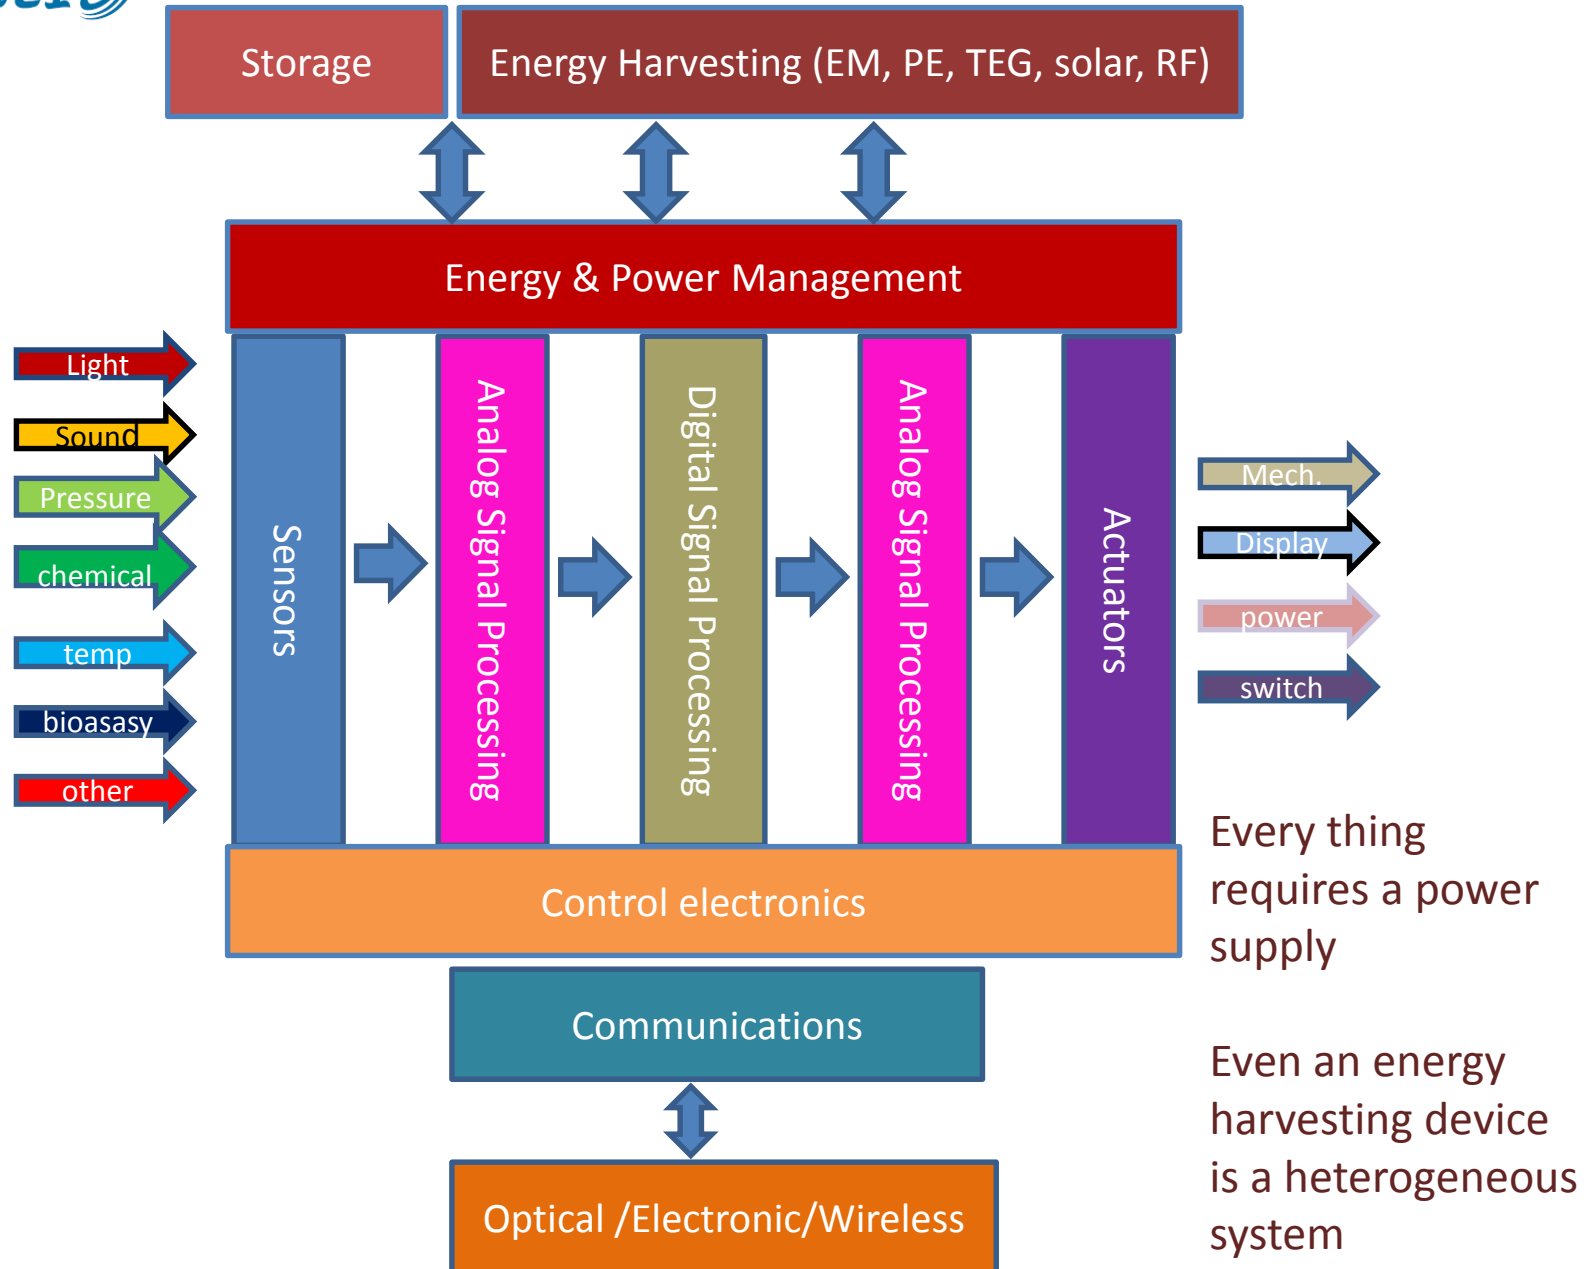 Storage
Energy Harvesting (EM, PE, TEG, solar, RF)
Energy & Power Management
Light
Sound
Pressure
chemical
temp
bioasasy
other
Sensors
Analog Signal Processing
Digital Signal Processing
Analog Signal Processing
Actuators
Mech.
Display
power
switch
Control electronics
Communications
Optical /Electronic/Wireless
Every thing
requires a power
supply
Even an energy
harvesting device
is a heterogeneous
system